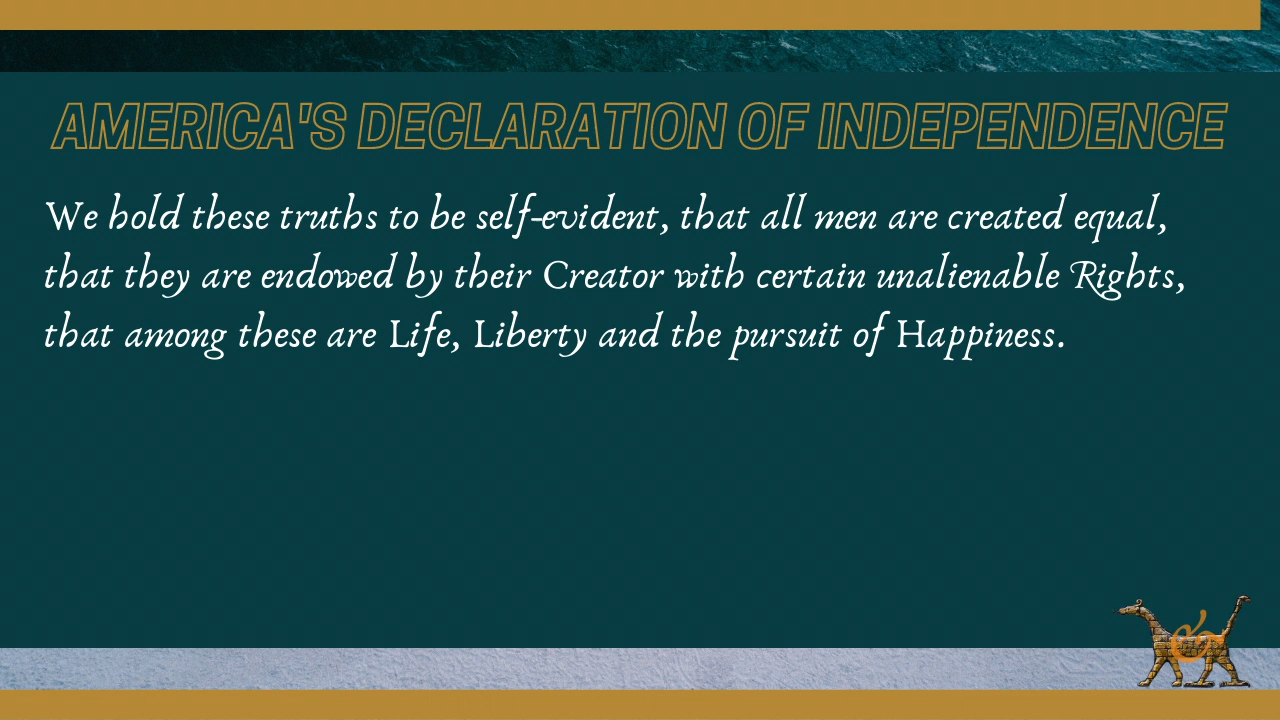 AMERICA'S DECLARATION OF INDEPENDENCE
We hold these truths to be self-evident, that all men are created equal,
that they are endowed by their Creator with certain unalienable Rights,
that among these are Life, Liberty and the pursuit of Happiness.